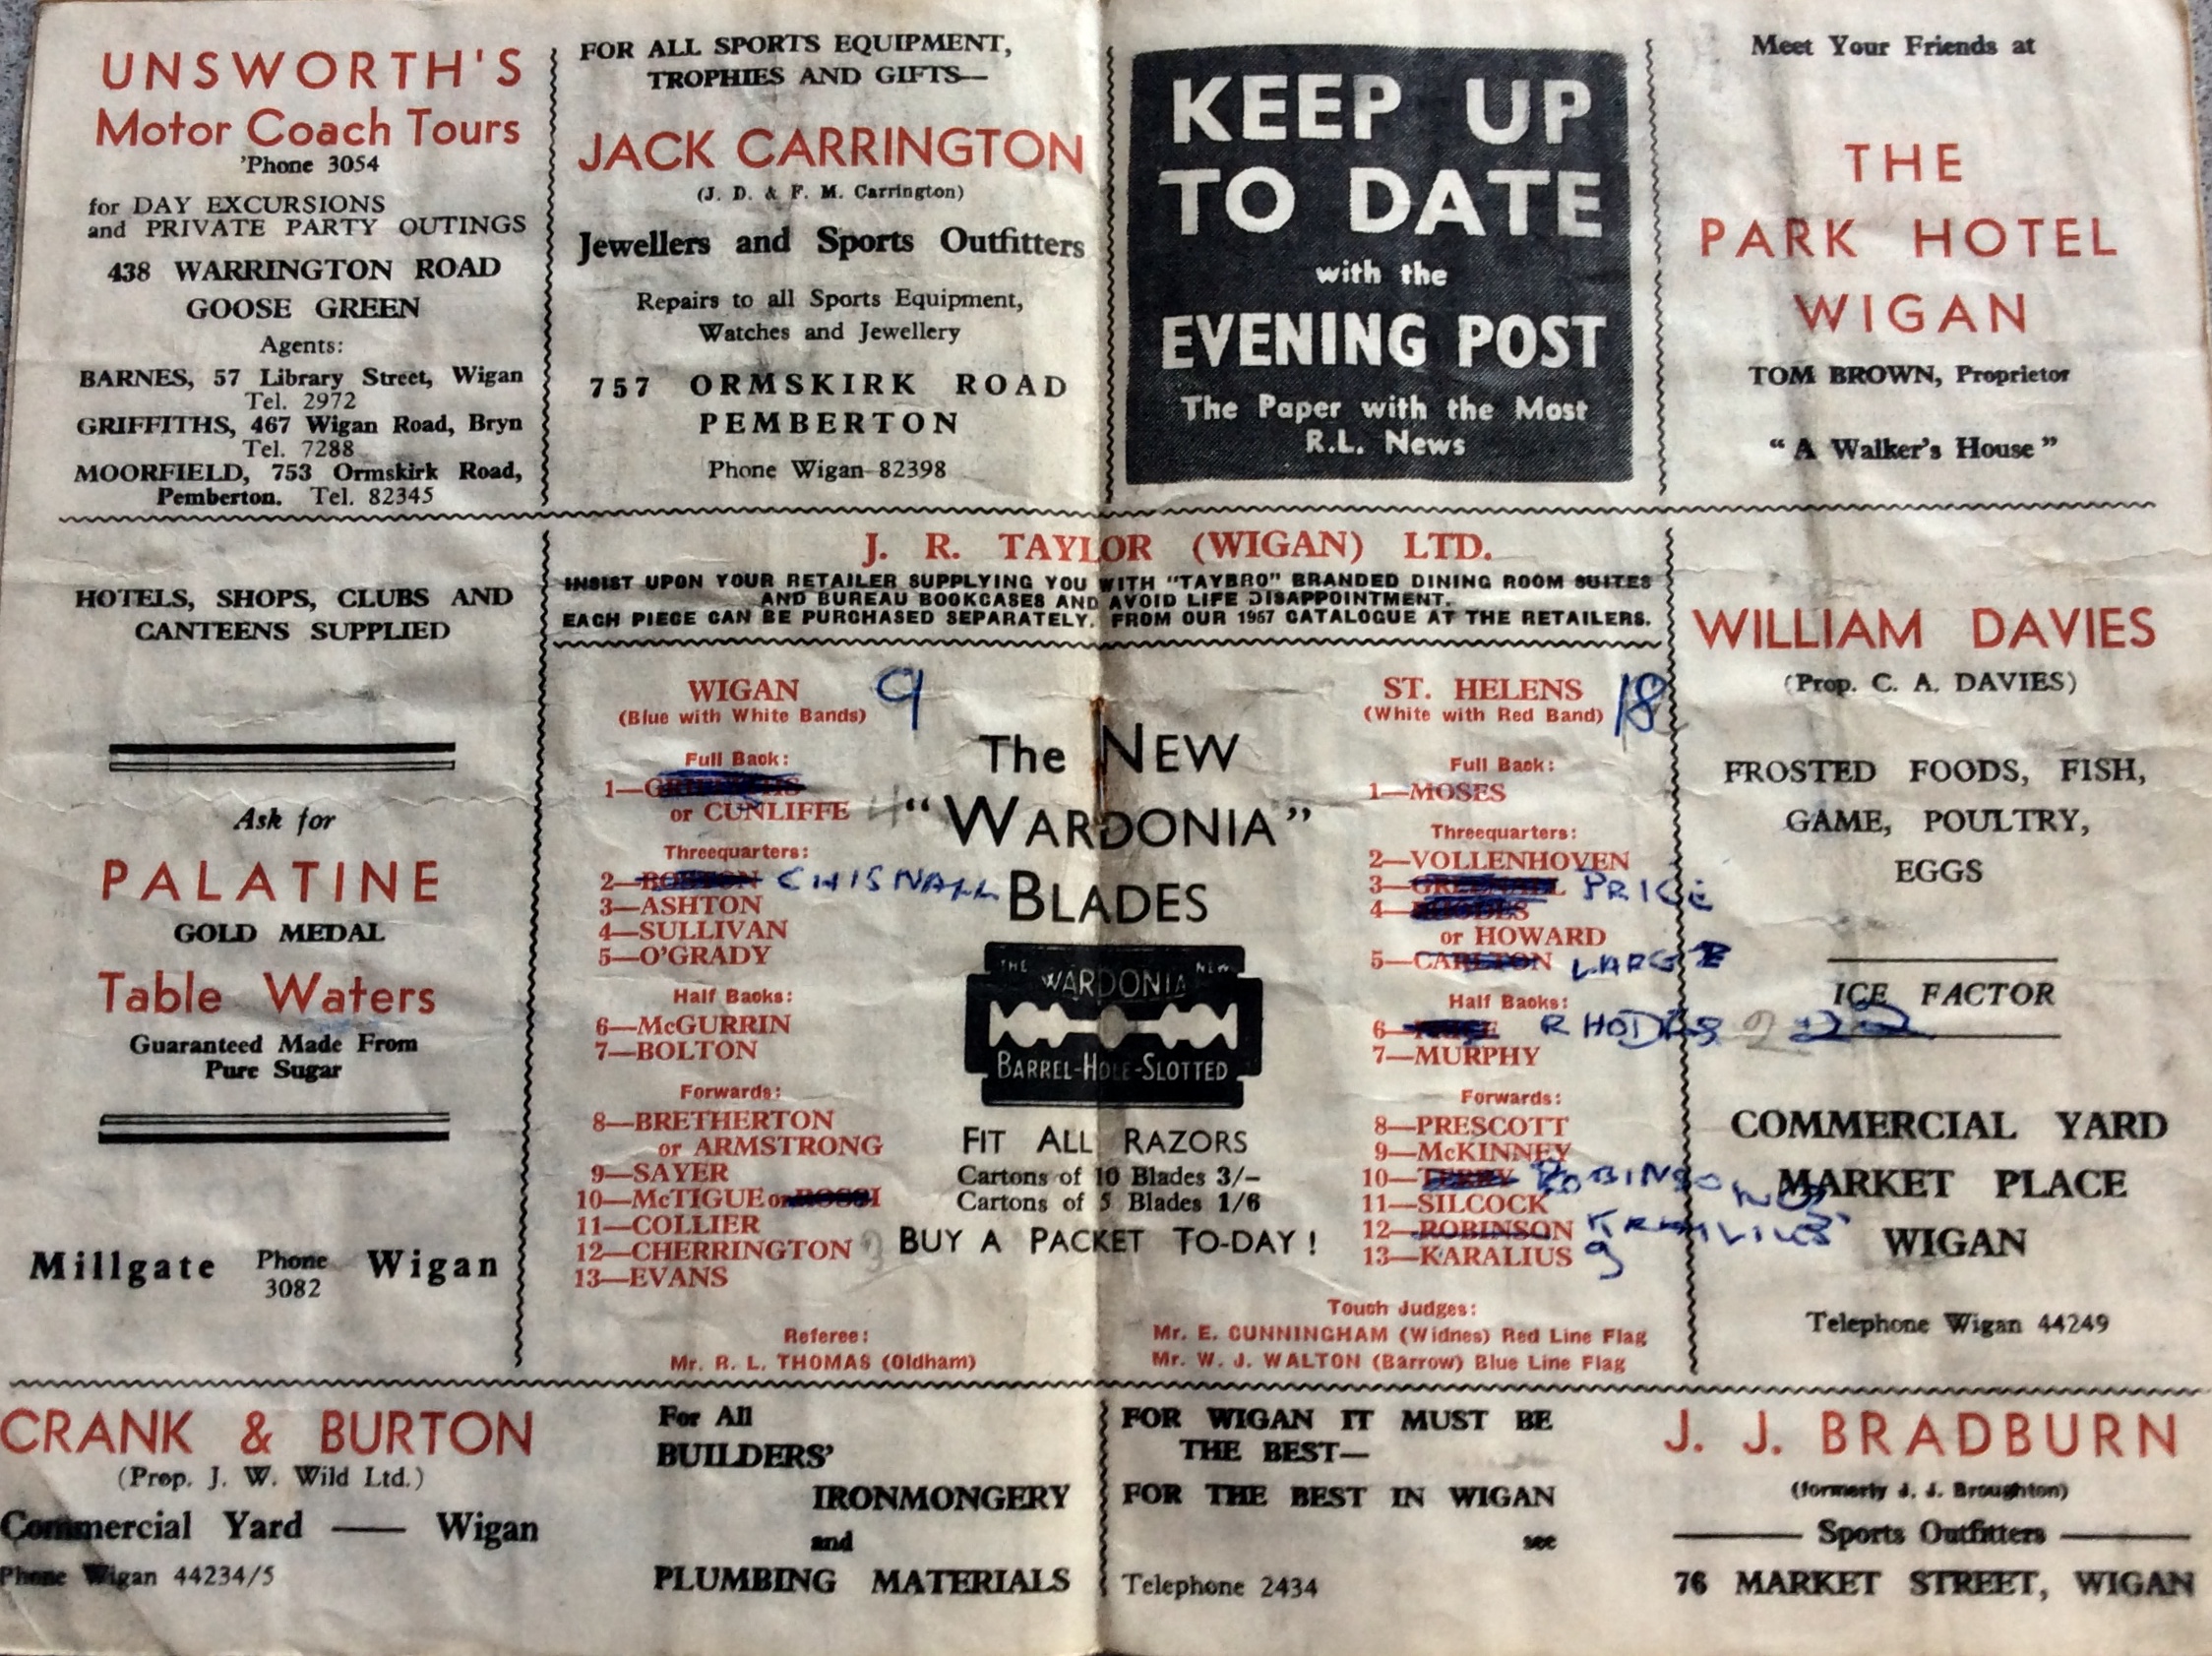 UNSWORTH'S
Motor Coach Tours
'Phone 3054
for DAY EXCURSIONS
and PRIVATE PARTY OUTINGS
438 WARRINGTON ROAD
GOOSE GREEN
Agents:
BARNES, 57 Library Street, Wigan
Tel. 2972
GRIFFITHS, 467 Wigan Road, Bryn
Tel. 7288
MOORFIELD, 753 Ormskirk Road,
Pemberton. Tel. 82345
FOR ALL SPORTS EQUIPMENT,
TROPHIES AND GIFTS—
JACK CARRINGTON
(J. D. & F. M. Carrington)
Jewellers and Sports Outfitters
Repairs to all Sports Equipment,
Watches and Jewellery
757 ORMSKIRK ROAD
PEMBERTON
Phone Wigan 82398
KEEP UP
TO DATE
with the
EVENING POST
The Paper with the Most
R.L. News
Meet Your Friends at
THE
PARK HOTEL
WIGAN
TOM BROWN, Proprietor
"A Walker's House"
HOTELS, SHOPS, CLUBS AND
CANTEENS SUPPLIED
Ask for
PALATINE
GOLD MEDAL
Table Waters
Guaranteed Made From
Pure Sugar
Millgate Phone 3082 Wigan
J. R. TAYLOR (WIGAN) LTD.
INSIST UPON YOUR RETAILER SUPPLYING YOU WITH "TAYBRO" BRANDED DINING ROOM SUITES
AND BUREAU BOOKCASES AND AVOID LIFE DISAPPOINTMENT.
EACH PIECE CAN BE PURCHASED SEPARATELY, FROM OUR 1957 CATALOGUE AT THE RETAILERS.
WIGAN 9
(Blue with White Bands)
Full Back:
1—
or CUNLIFFE 4
Threequarters:
2— CHISNALL
3—ASHTON
4—SULLIVAN
5—O'GRADY
Half Backs:
6—McGURRIN
7—BOLTON
Forwards:
8—BRETHERTON
or ARMSTRONG
9—SAYER
10—McTIGUE or ROSSI
11—COLLIER
12—CHERRINGTON
13—EVANS
Referee:
Mr. R. L. THOMAS (Oldham)
The NEW
"WARDONIA"
BLADES
THE WARDONIA NEW
BARREL-HOLE-SLOTTED
FIT ALL RAZORS
Cartons of 10 Blades 3/–
Cartons of 5 Blades 1/6
BUY A PACKET TO-DAY!
ST. HELENS 18
(White with Red Band)
Full Back:
1—MOSES
Threequarters:
2—VOLLENHOVEN
3— PRICE
4—
or HOWARD
5—CARLTON LARGE
Half Backs:
6— RHODES
7—MURPHY
Forwards:
8—PRESCOTT
9—McKINNEY
10—TERRY ROBINSON
11—SILCOCK
12—ROBINSON
13—KARALIUS 9
Touch Judges:
Mr. E. CUNNINGHAM (Widnes) Red Line Flag
Mr. W. J. WALTON (Barrow) Blue Line Flag
WILLIAM DAVIES
(Prop. C. A. DAVIES)
FROSTED FOODS, FISH,
GAME, POULTRY,
EGGS
ICE FACTOR
COMMERCIAL YARD
MARKET PLACE
WIGAN
Telephone Wigan 44249
CRANK & BURTON
(Prop. J. W. Wild Ltd.)
Commercial Yard — Wigan
Phone Wigan 44234/5
For All
BUILDERS'
IRONMONGERY
and
PLUMBING MATERIALS
FOR WIGAN IT MUST BE
THE BEST—
FOR THE BEST IN WIGAN
see
Telephone 2434
J. J. BRADBURN
(formerly J. J. Broughton)
Sports Outfitters
76 MARKET STREET, WIGAN